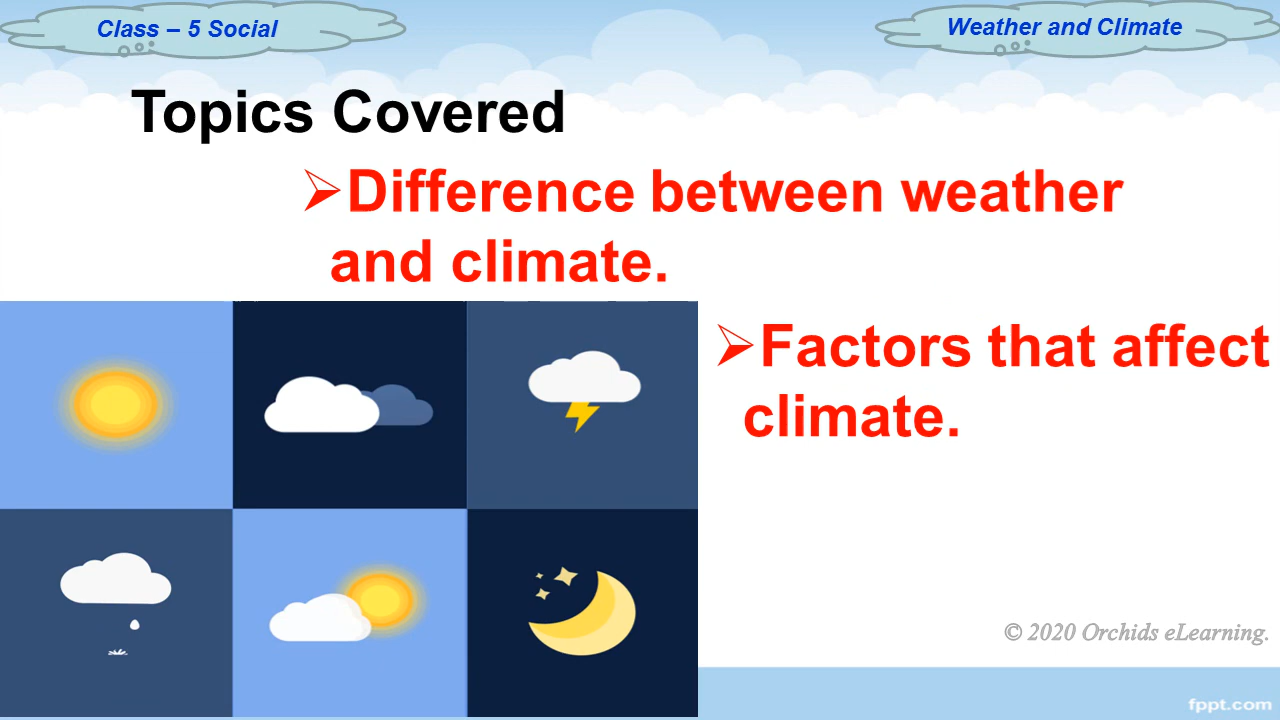 Class – 5 Social
Weather and Climate
Topics Covered
➢Difference between weather
and climate.
➢Factors that affect
climate.
© 2020 Orchids eLearning.
fppt.com